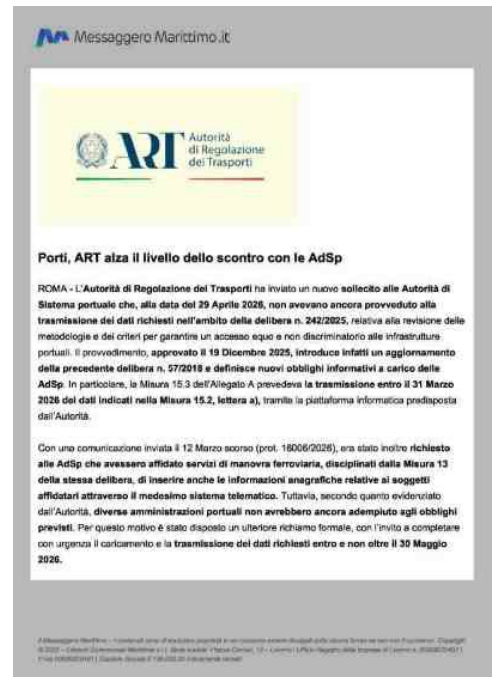 Messaggero Marittimo.it
ART Autorità
di Regolazione
dei Trasporti
Porti, ART alza il livello dello scontro con le AdSp
ROMA - L'Autorità di Regolazione dei Trasporti ha inviato un nuovo sollecito alle Autorità di
Sistema portuale che, alla data del 29 Aprile 2026, non avevano ancora provveduto alla
trasmissione dei dati richiesti nell'ambito della delibera n. 242/2025, relativa alla revisione delle
metodologie e dei criteri per garantire un accesso equo e non discriminatorio alle infrastrutture
portuali. Il provvedimento, approvato il 19 Dicembre 2025, introduce infatti un aggiornamento
della precedente delibera n. 57/2018 e definisce nuovi obblighi informativi a carico delle
AdSp. In particolare, la Misura 15.3 dell'Allegato A prevedeva la trasmissione entro il 31 Marzo
2026 dei dati indicati nella Misura 15.2, lettera a), tramite la piattaforma informatica predisposta
dall'Autorità.
Con una comunicazione inviata il 12 Marzo scorso (prot. 16006/2026), era stato inoltre richiesto
alle AdSp che avessero affidato servizi di manovra ferroviaria, disciplinati dalla Misura 13
della stessa delibera, di inserire anche le informazioni anagrafiche relative ai soggetti
affidatari attraverso il medesimo sistema telematico. Tuttavia, secondo quanto evidenziato
dall'Autorità, diverse amministrazioni portuali non avrebbero ancora adempiuto agli obblighi
previsti. Per questo motivo è stato disposto un ulteriore richiamo formale, con l'invito a completare
con urgenza il caricamento e la trasmissione dei dati richiesti entro e non oltre il 30 Maggio
2026.